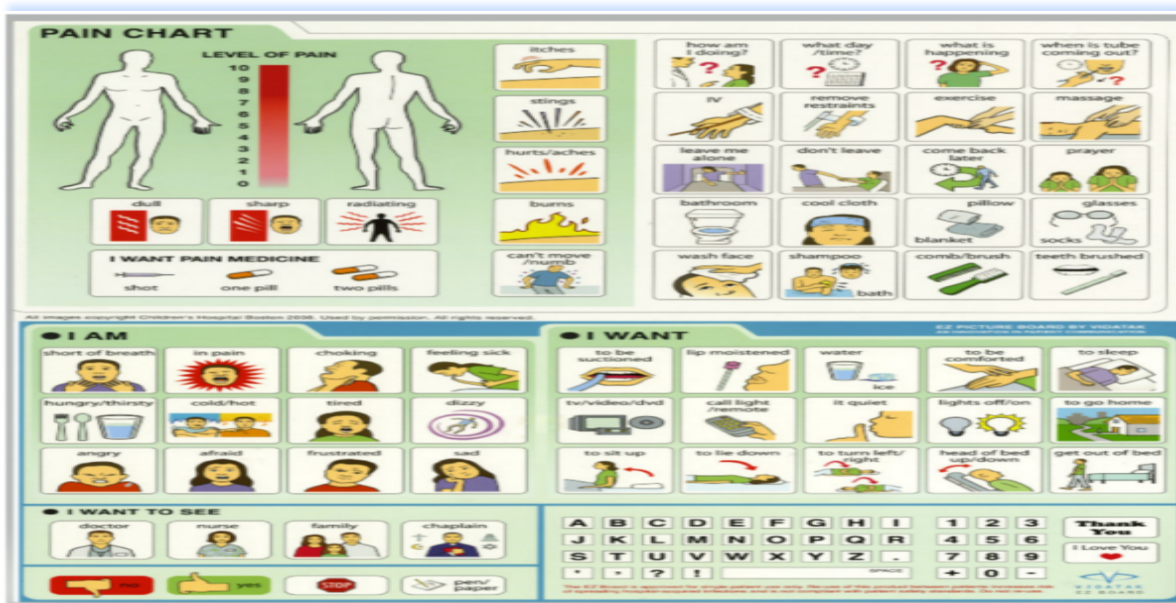 PAIN CHART
LEVEL OF PAIN
10
9
8
7
6
5
4
3
2
1
0
dull
sharp
radiating
I WANT PAIN MEDICINE
shot
one pill
two pills
itches
stings
hurts/aches
burns
can't move
/numb
how am
I doing?
what day
/time?
what is
happening
when is tube
coming out?
IV
remove
restraints
exercise
massage
leave me
alone
don't leave
come back
later
prayer
bathroom
cool cloth
pillow
blanket
glasses
socks
wash face
shampoo
bath
comb/brush
teeth brushed
All images copyright Children's Hospital Boston 2006. Used by permission. All rights reserved.
I AM
short of breath
in pain
choking
feeling sick
hungry/thirsty
cold/hot
tired
dizzy
angry
afraid
frustrated
sad
I WANT
EZ PICTURE BOARD BY VIDATAK
AN INNOVATION IN PATIENT COMMUNICATION
to be
suctioned
lip moistened
water
ice
to be
comforted
to sleep
tv/video/dvd
call light
/remote
it quiet
lights off/on
to go home
to sit up
to lie down
to turn left/
right
head of bed
up/down
get out of bed
I WANT TO SEE
doctor
nurse
family
chaplain
no
yes
STOP
pen/
paper
A B C D E F G H I 1 2 3
J K L M N O P Q R 4 5 6
S T U V W X Y Z . 7 8 9
' , ? ! SPACE + 0 -
Thank
You
I Love You
VIDATAK
EZ BOARD